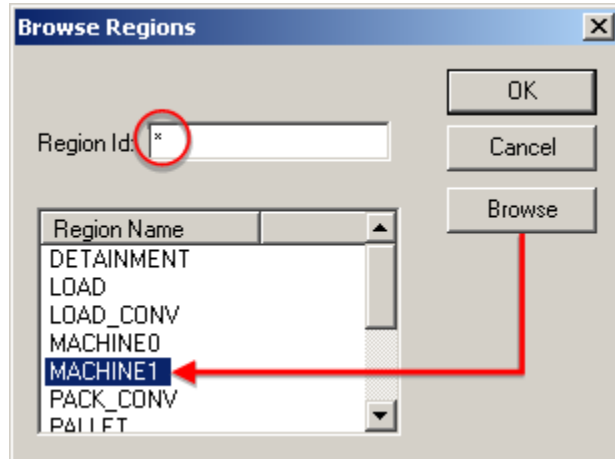 Browse Regions
OK
Region Id: *
Cancel
Browse
Region Name
DETAINMENT
LOAD
LOAD_CONV
MACHINE0
MACHINE1
PACK_CONV
PALLET